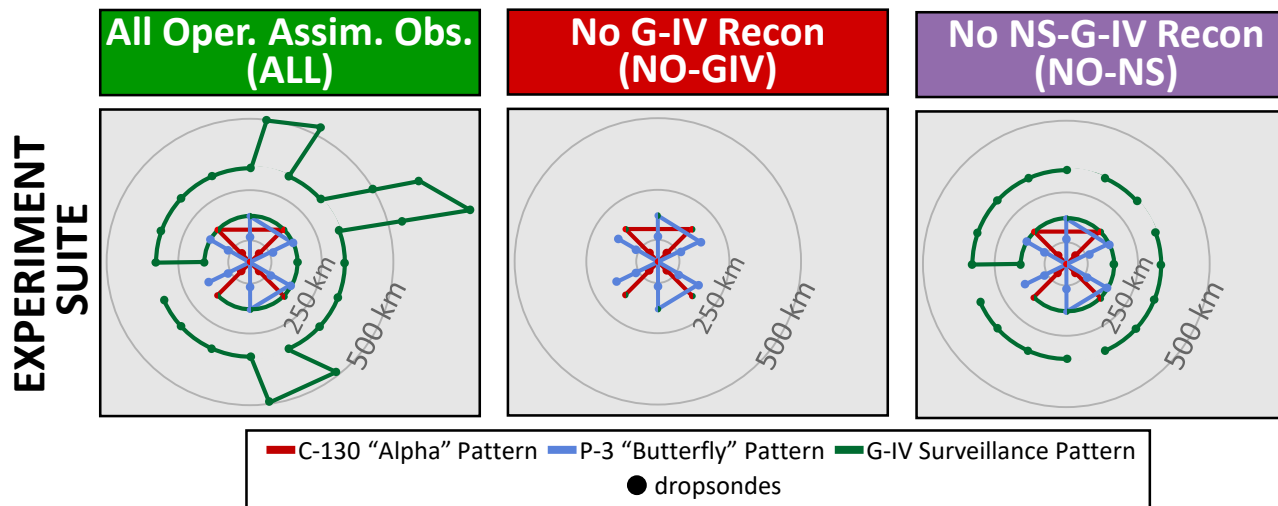 All Oper. Assim. Obs.
(ALL)
No G-IV Recon
(NO-GIV)
No NS-G-IV Recon
(NO-NS)
EXPERIMENT
SUITE
250 km
500 km
250 km
500 km
250 km
500 km
C-130 “Alpha” Pattern
P-3 “Butterfly” Pattern
G-IV Surveillance Pattern
dropsondes